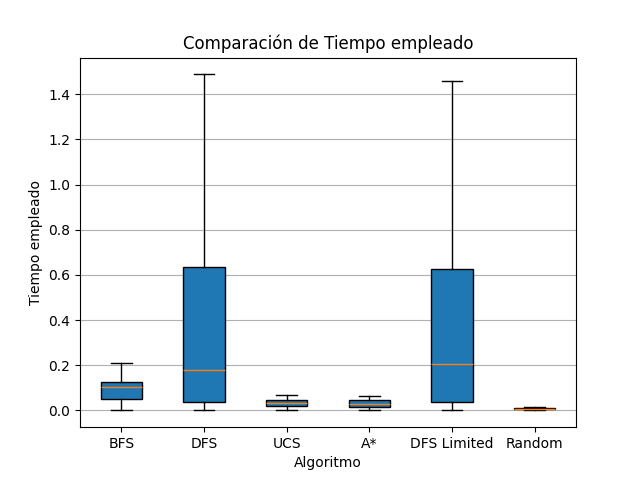 Comparación de Tiempo empleado
Tiempo empleado
1.4
1.2
1.0
0.8
0.6
0.4
0.2
0.0
BFS DFS UCS A* DFS Limited Random
Algoritmo